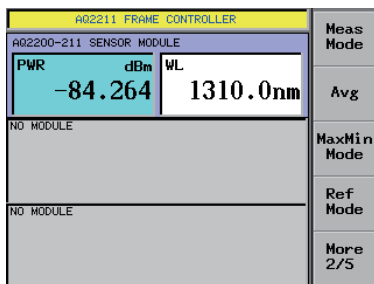 AQ2211 FRAME CONTROLLER
AQ2200-211 SENSOR MODULE
PWR dBm
-84.264
WL
1310.0nm
NO MODULE
NO MODULE
Meas
Mode
Avg
MaxMin
Mode
Ref
Mode
More
2/5